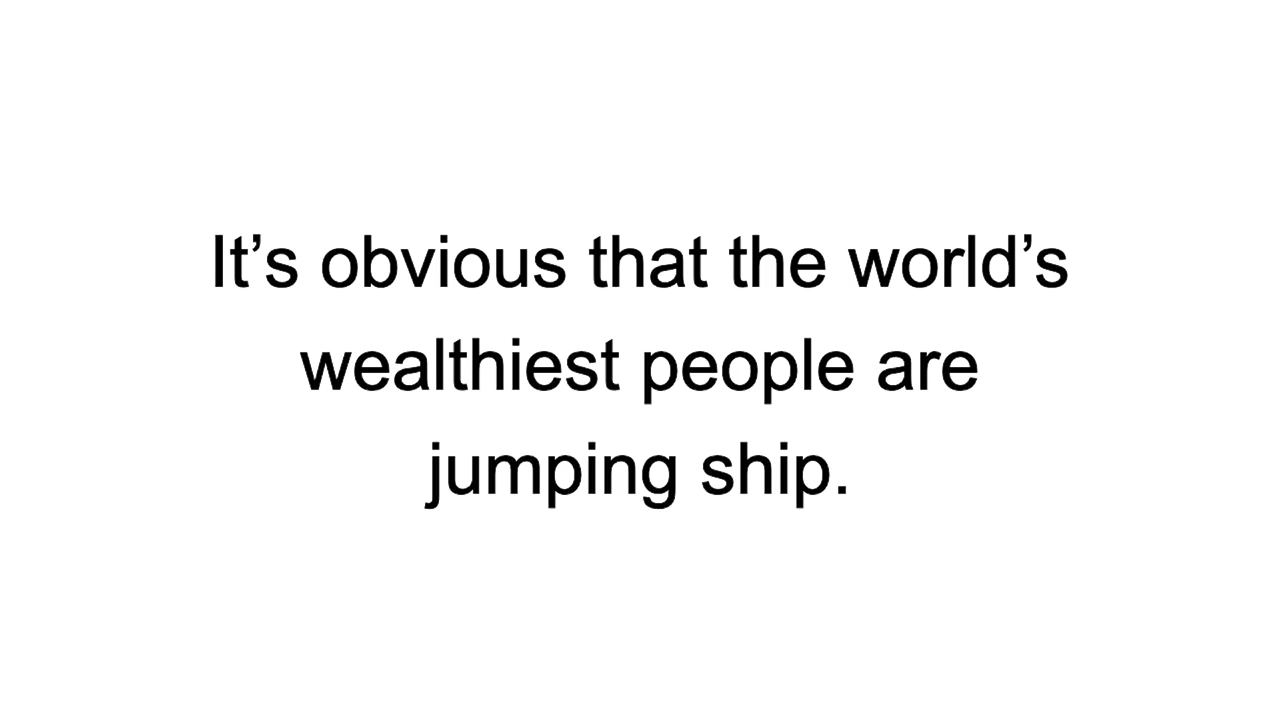 It’s obvious that the world’s
wealthiest people are
jumping ship.